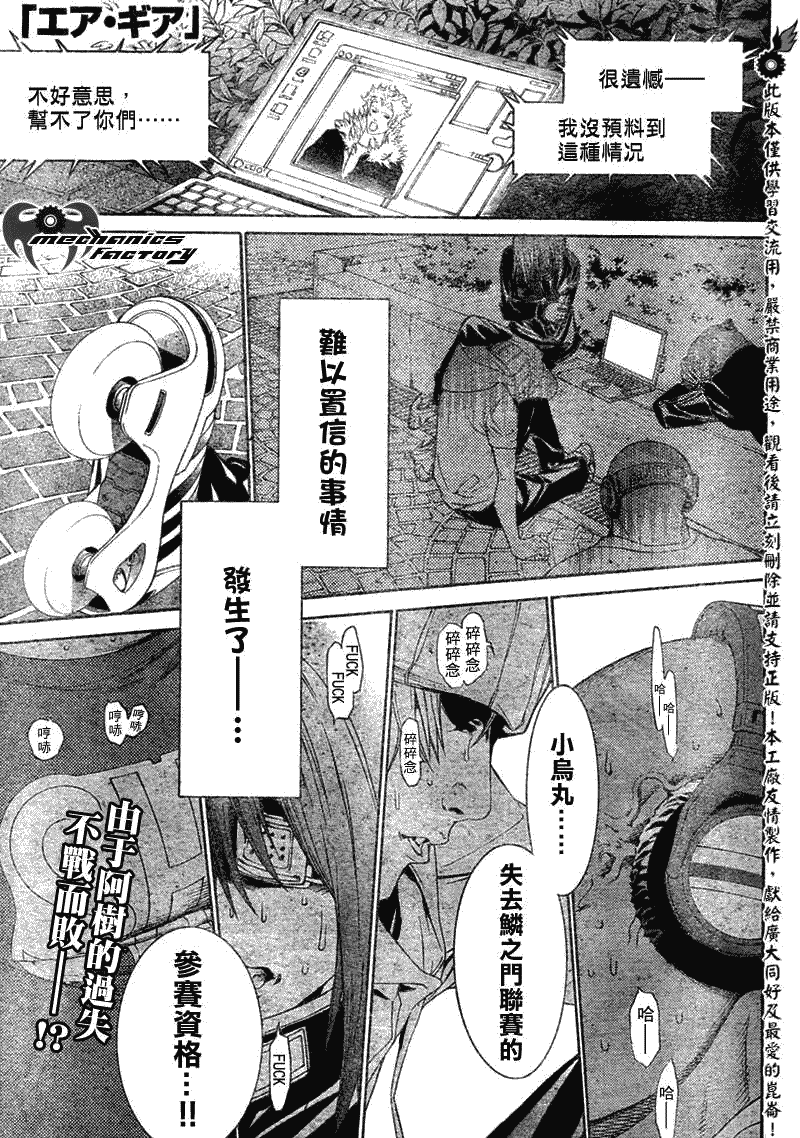 「エア・ギア」
很遺憾——
我沒預料到
這種情况
不好意思，
幫不了你們……
mechanics
factory
難以置信的事情
發生了——…
哈
哈—
碎碎念
碎碎念
碎碎念
FUCK
FUCK
小烏丸……
失去鱗之門聯賽的
參賽資格…!!
哼哧
哼哧
哼哧
FUCK
哈—
哈—
由于阿樹的過失
不戰而敗——!?
此版本僅供學習交流用，嚴禁商業用途，觀看後請立刻刪除並請支持正版！本工廠友情製作，獻給廣大同好及最愛的崑崙！